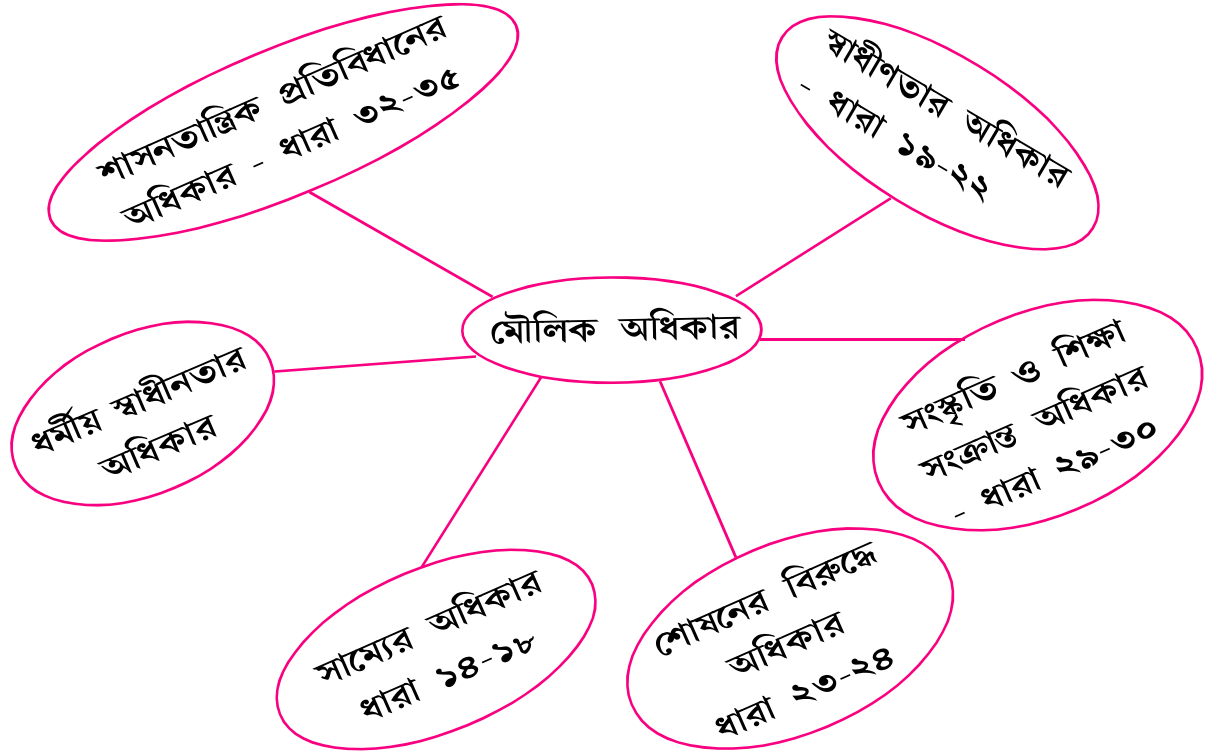 শাসনতান্ত্রিক প্রতিবিধানের
অধিকার - ধারা ৩২-৩৫
স্বাধীণতার অধিকার
- ধারা ১৯-২২
মৌলিক অধিকার
ধর্মীয় স্বাধীনতার
অধিকার
সংস্কৃতি ও শিক্ষা
সংক্রান্ত অধিকার
- ধারা ২৯-৩০
সাম্যের অধিকার
ধারা ১৪-১৮
শোষনের বিরুদ্ধে
অধিকার
ধারা ২৩-২৪